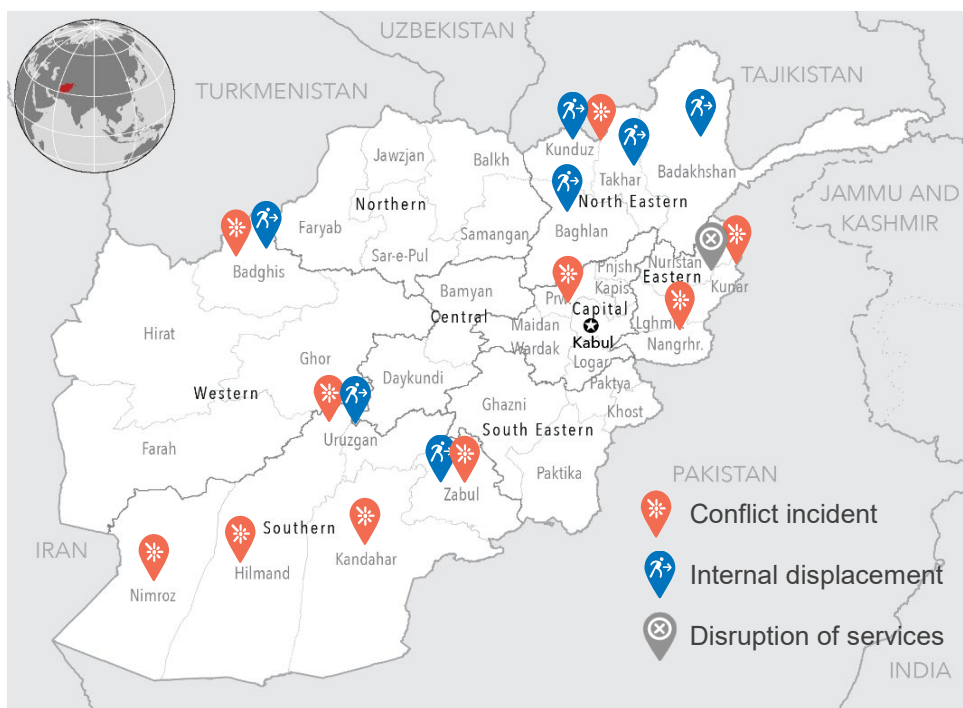 UZBEKISTAN
TAJIKISTAN
TURKMENISTAN
Kunduz
Jawzjan
Balkh
Badakhshan
Takhar
JAMMU AND
KASHMIR
Northern
North Eastern
Faryab
Baghlan
Samangan
Sar-e-Pul
Badghis
Nuristan
Pnjshr
Eastern
Kunar
Kapis
Bamyan
Prw.
Capital
Central
Maidan
Wardak
Lghm
Hirat
Kabul
Nangrhr.
Ghor
Logar
Daykundi
Paktya
Western
Ghazni
Khost
South Eastern
Uruzgan
Farah
Paktika
PAKISTAN
Zabul
Conflict incident
Southern
IRAN
Kandahar
Hilmand
Internal displacement
Nimroz
Disruption of services
INDIA